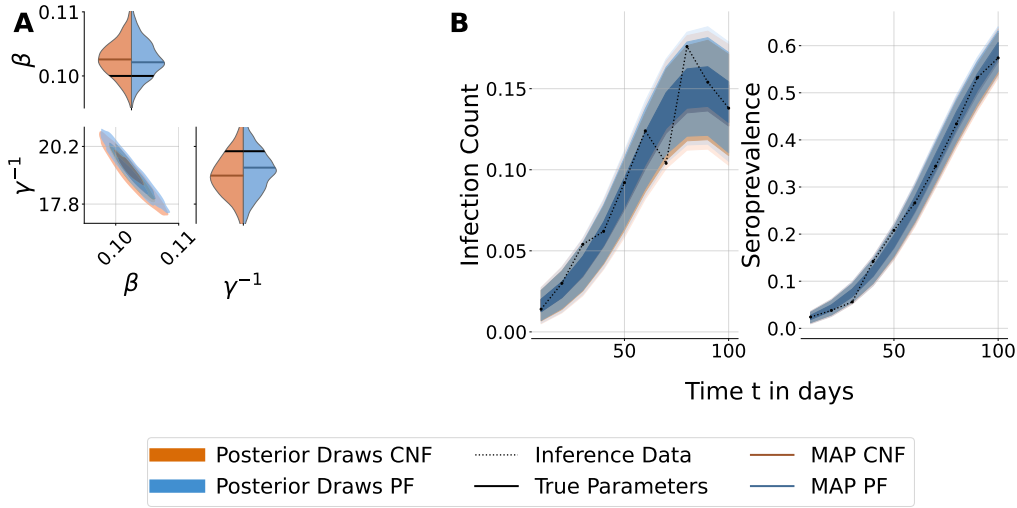 A
0.11
β
0.10
20.2
γ⁻¹
17.8
0.10
0.11
β
γ⁻¹
B
Infection Count
0.15
0.10
0.05
0.00
50
100
Seroprevalence
0.6
0.5
0.4
0.3
0.2
0.1
0.0
50
100
Time t in days
Posterior Draws CNF
Inference Data
MAP CNF
Posterior Draws PF
True Parameters
MAP PF